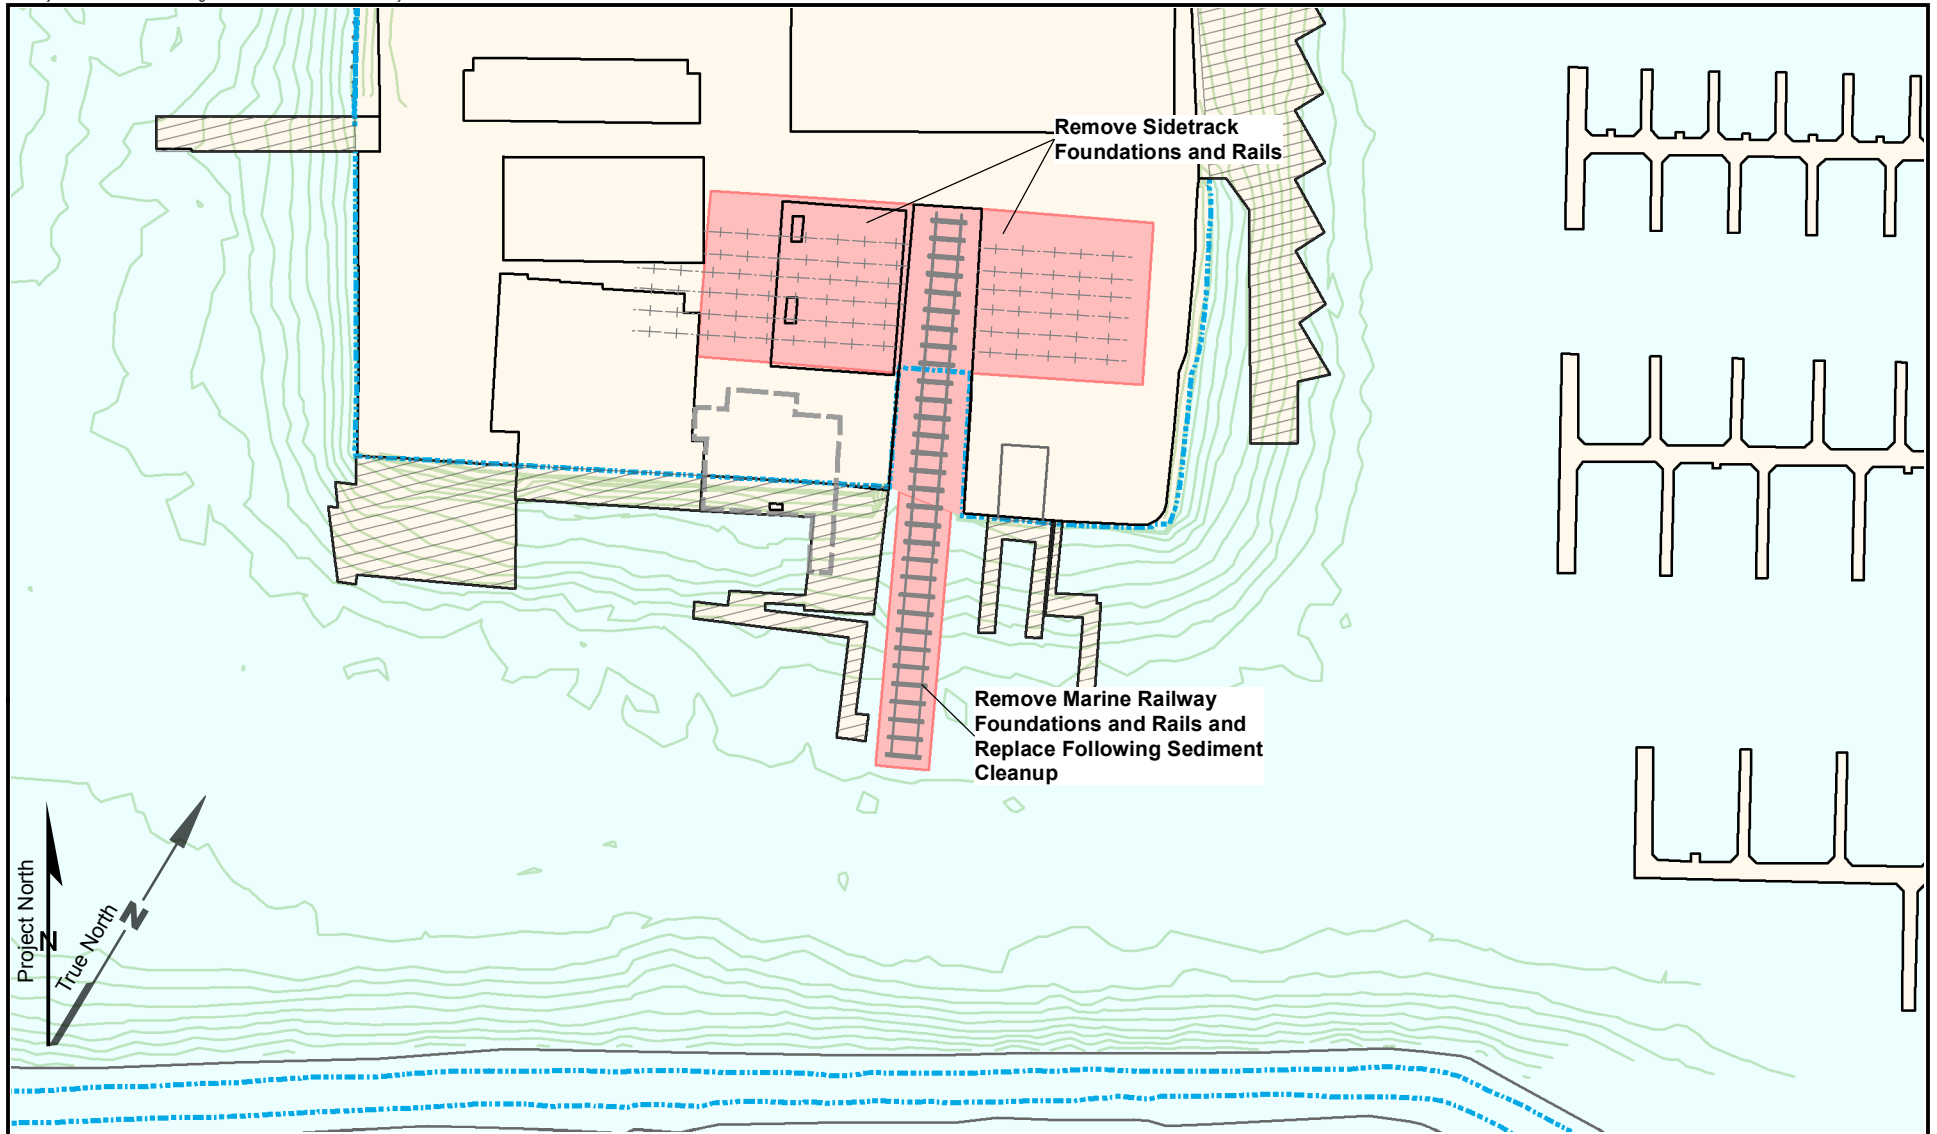 Remove Sidetrack
Foundations and Rails
Remove Marine Railway
Foundations and Rails and
Replace Following Sediment
Cleanup
Project North
N
True North
N